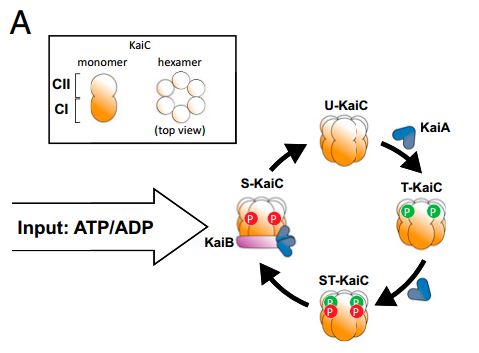 A
KaiC
monomer
hexamer
CII
CI
(top view)
U-KaiC
KaiA
T-KaiC
P P
S-KaiC
P P
Input: ATP/ADP
KaiB
ST-KaiC
P P
P P